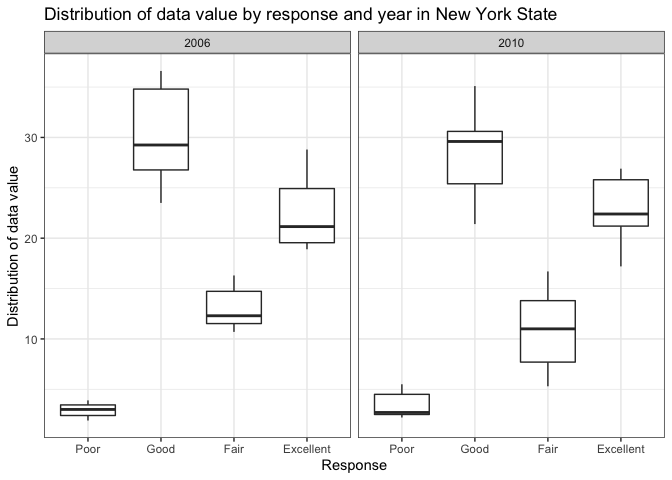 Distribution of data value by response and year in New York State
2006 2010
Distribution of data value
30
20
10
Poor Good Fair Excellent Poor Good Fair Excellent
Response